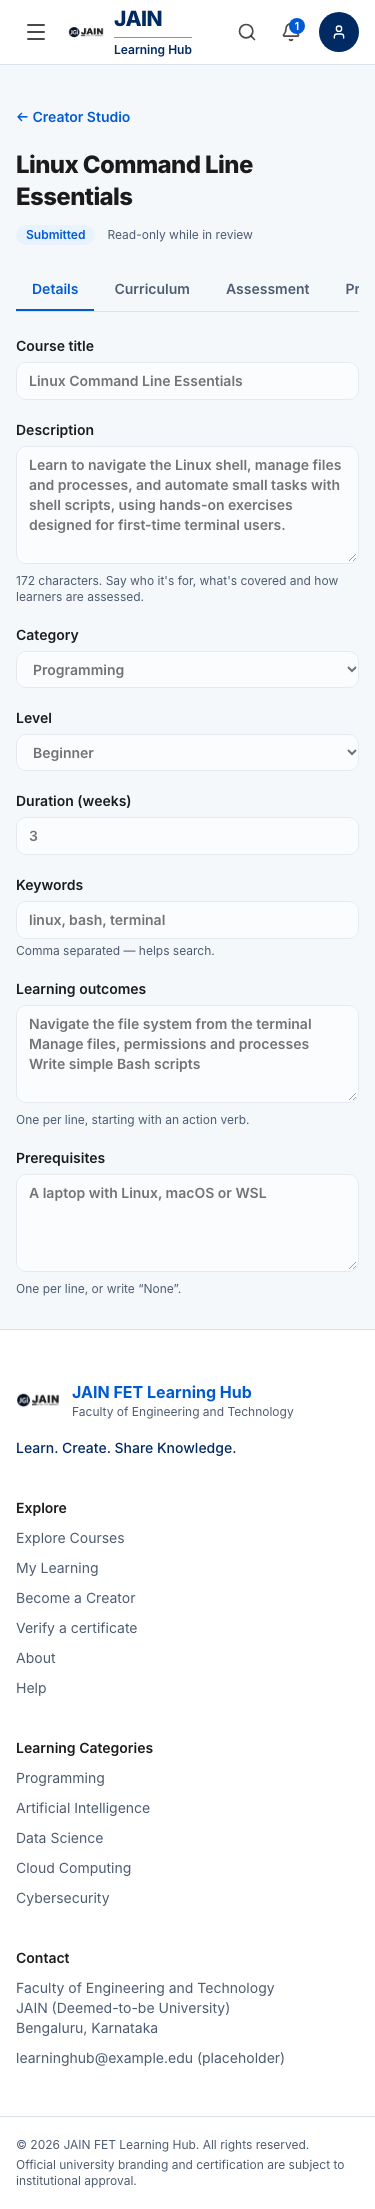 JGI JAIN
JAIN
Learning Hub
1
← Creator Studio
Linux Command Line
Essentials
Submitted Read-only while in review
Details Curriculum Assessment Pr
Course title
Linux Command Line Essentials
Description
Learn to navigate the Linux shell, manage files
and processes, and automate small tasks with
shell scripts, using hands-on exercises
designed for first-time terminal users.
172 characters. Say who it's for, what's covered and how
learners are assessed.
Category
Programming
Level
Beginner
Duration (weeks)
3
Keywords
linux, bash, terminal
Comma separated — helps search.
Learning outcomes
Navigate the file system from the terminal
Manage files, permissions and processes
Write simple Bash scripts
One per line, starting with an action verb.
Prerequisites
A laptop with Linux, macOS or WSL
One per line, or write “None”.
JGI JAIN
JAIN FET Learning Hub
Faculty of Engineering and Technology
Learn. Create. Share Knowledge.
Explore
Explore Courses
My Learning
Become a Creator
Verify a certificate
About
Help
Learning Categories
Programming
Artificial Intelligence
Data Science
Cloud Computing
Cybersecurity
Contact
Faculty of Engineering and Technology
JAIN (Deemed-to-be University)
Bengaluru, Karnataka
learninghub@example.edu (placeholder)
© 2026 JAIN FET Learning Hub. All rights reserved.
Official university branding and certification are subject to
institutional approval.